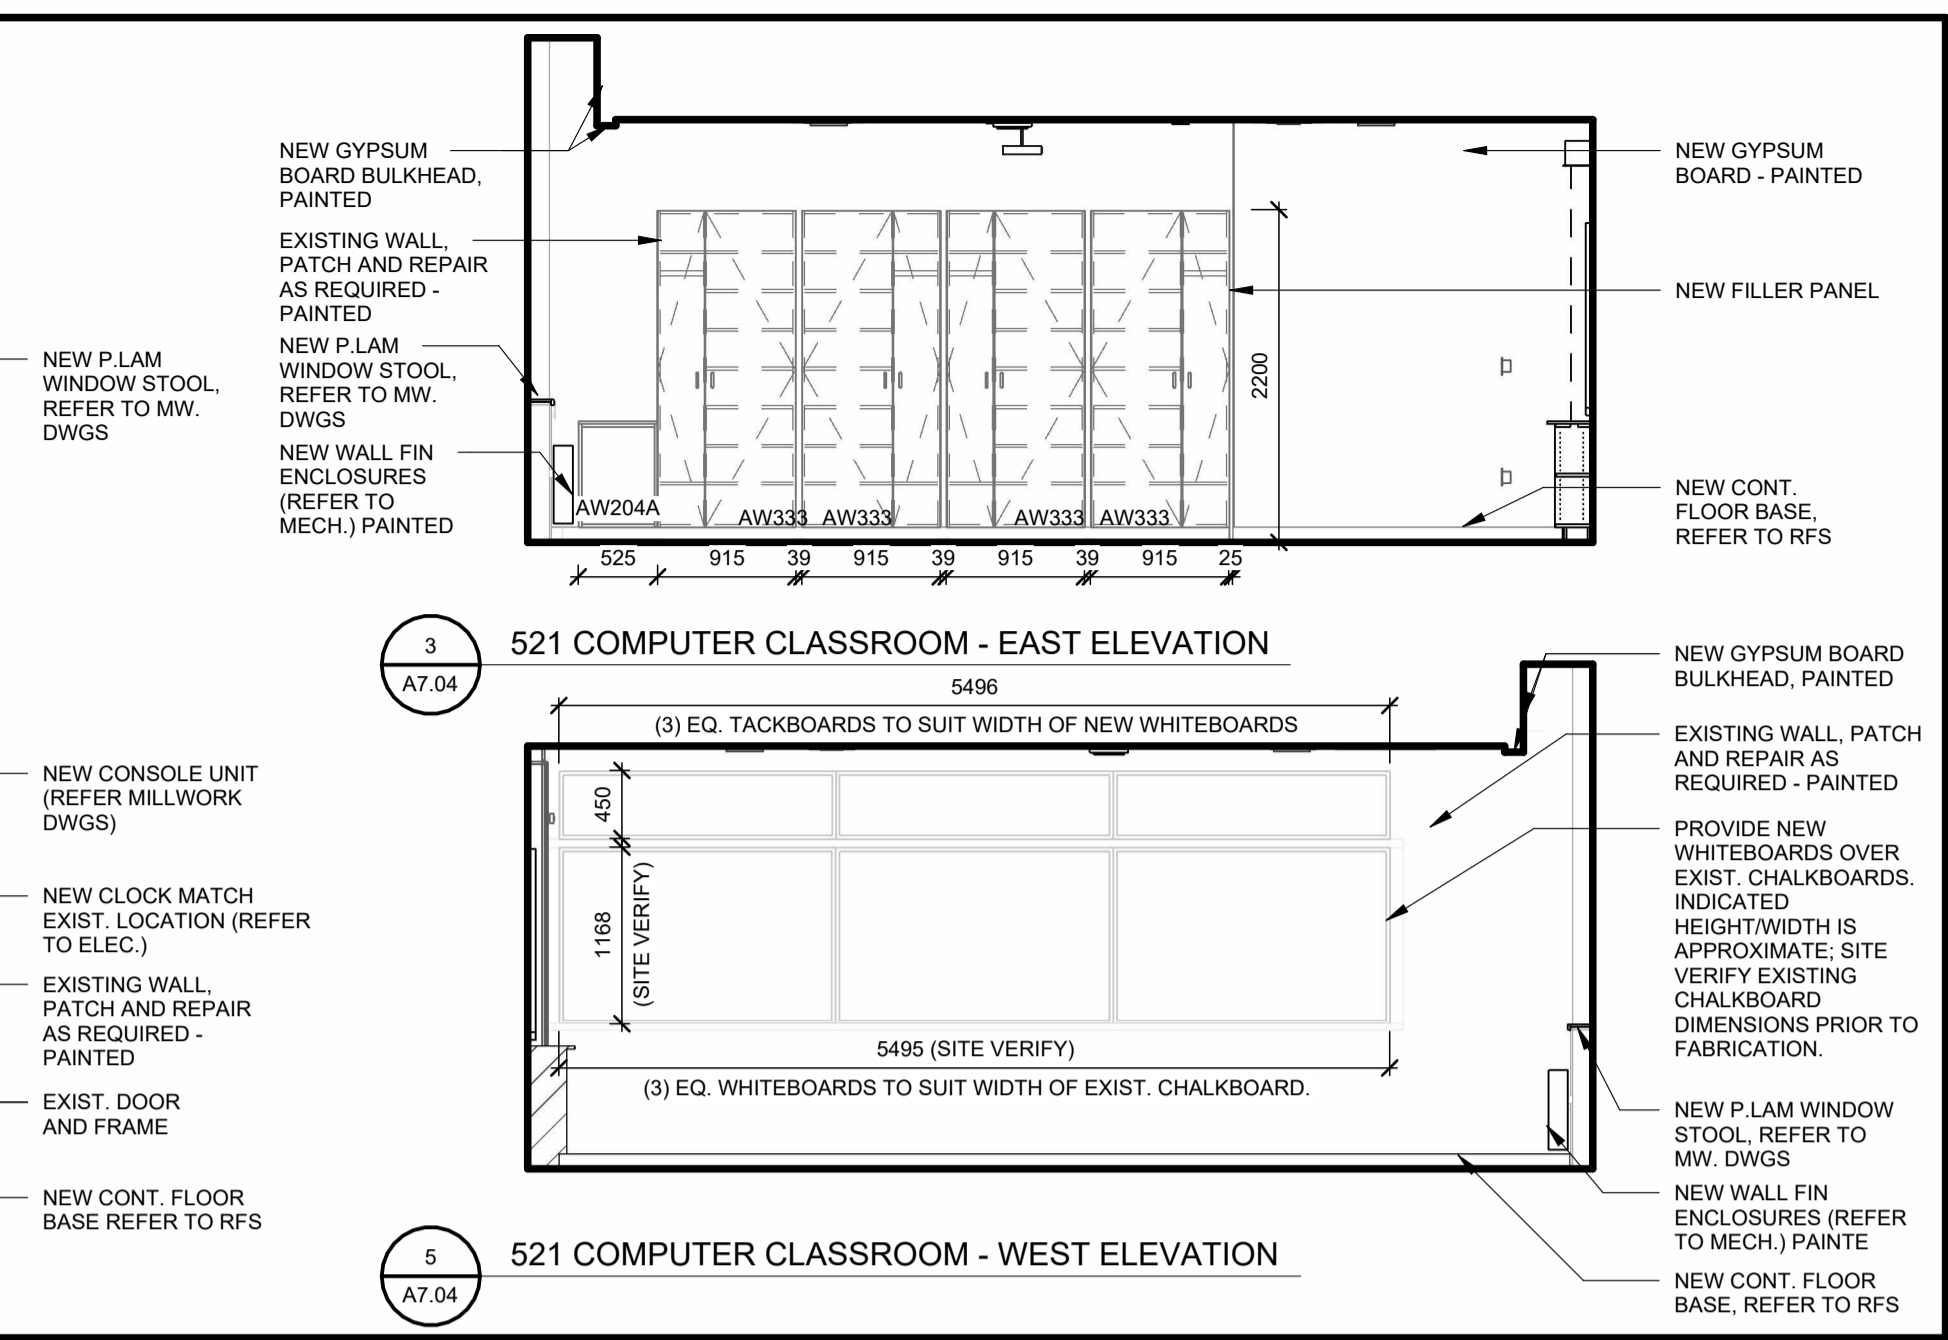 NEW P.LAM
WINDOW STOOL,
REFER TO MW.
DWGS
NEW CONSOLE UNIT
(REFER MILLWORK
DWGS)
NEW CLOCK MATCH
EXIST. LOCATION (REFER
TO ELEC.)
EXISTING WALL,
PATCH AND REPAIR
AS REQUIRED -
PAINTED
EXIST. DOOR
AND FRAME
NEW CONT. FLOOR
BASE REFER TO RFS
NEW GYPSUM
BOARD BULKHEAD,
PAINTED
EXISTING WALL,
PATCH AND REPAIR
AS REQUIRED -
PAINTED
NEW P.LAM
WINDOW STOOL,
REFER TO MW.
DWGS
NEW WALL FIN
ENCLOSURES
(REFER TO
MECH.) PAINTED
AW204A
AW333 AW333 AW333 AW333
2200
525 915 39 915 39 915 39 915 25
NEW GYPSUM
BOARD - PAINTED
NEW FILLER PANEL
NEW CONT.
FLOOR BASE,
REFER TO RFS
3
A7.04
521 COMPUTER CLASSROOM - EAST ELEVATION
5496
(3) EQ. TACKBOARDS TO SUIT WIDTH OF NEW WHITEBOARDS
450
1168
(SITE VERIFY)
5495 (SITE VERIFY)
(3) EQ. WHITEBOARDS TO SUIT WIDTH OF EXIST. CHALKBOARD.
NEW GYPSUM BOARD
BULKHEAD, PAINTED
EXISTING WALL, PATCH
AND REPAIR AS
REQUIRED - PAINTED
PROVIDE NEW
WHITEBOARDS OVER
EXIST. CHALKBOARDS.
INDICATED
HEIGHT/WIDTH IS
APPROXIMATE; SITE
VERIFY EXISTING
CHALKBOARD
DIMENSIONS PRIOR TO
FABRICATION.
NEW P.LAM WINDOW
STOOL, REFER TO
MW. DWGS
NEW WALL FIN
ENCLOSURES (REFER
TO MECH.) PAINTE
NEW CONT. FLOOR
BASE, REFER TO RFS
5
A7.04
521 COMPUTER CLASSROOM - WEST ELEVATION